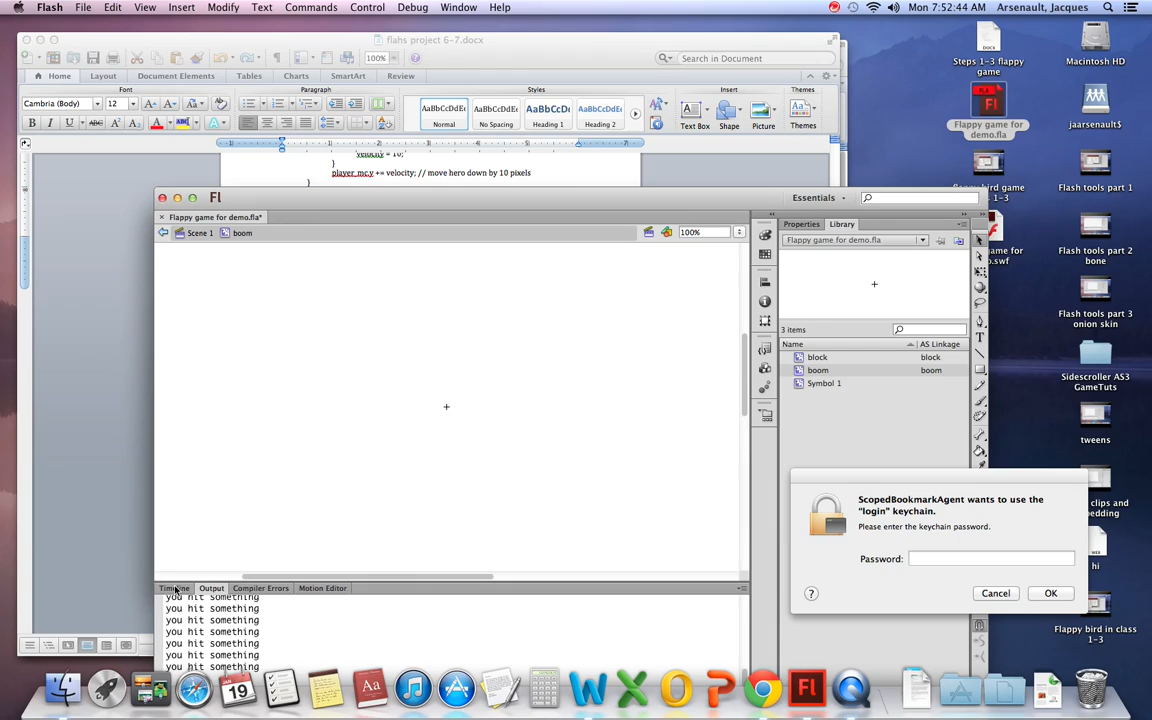 Flash File Edit View Insert Modify Text Commands Control Debug Window Help Mon 7:52:44 AM Arsenault, Jacques
flahs project 6-7.docx
100% Search in Document
Home Layout Document Elements Tables Charts SmartArt Review
Font Paragraph Styles Insert Themes
Cambria (Body) 12
AaBbCcDdEe AaBbCcDdEe AaBbCcDd AaBbCcDdEe
Normal No Spacing Heading 1 Heading 2 Text Box Shape Picture Themes
velocity = 10;
}
player_mc.y += velocity; // move hero down by 10 pixels
}
Fl Essentials
Flappy game for demo.fla*
Scene 1 boom 100%
Properties Library
Flappy game for demo.fla
3 items
Name AS Linkage
block block
boom boom
Symbol 1
Timeline Output Compiler Errors Motion Editor
you hit something
you hit something
you hit something
you hit something
you hit something
you hit something
you hit something
ScopedBookmarkAgent wants to use the
"login" keychain.
Please enter the keychain password.
Password:
Cancel OK
Steps 1-3 flappy
game
Macintosh HD
Flappy game for
demo.fla
jaarsenault$
Flash tools part 1
Flash tools part 2
bone
Flash tools part 3
onion skin
Sidescroller AS3
GameTuts
tweens
hi
Flappy bird in class
1-3
JAN
19